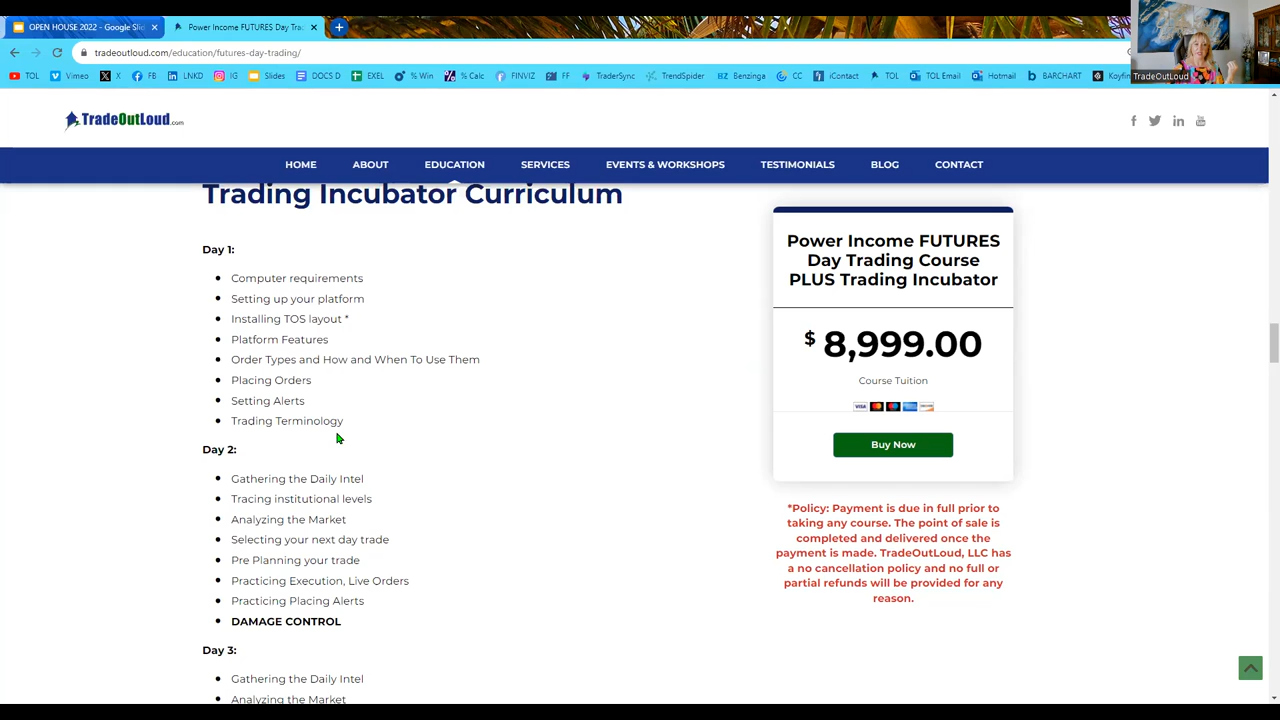 OPEN HOUSE 2022 - Google Slid
Power Income FUTURES Day Trad
tradeoutloud.com/education/futures-day-trading/
TOL Vimeo X FB LNKD IG Slides DOCS D EXEL % Win % Calc FINVIZ FF TraderSync TrendSpider Benzinga CC iContact TOL TOL Email Hotmail BARCHART Koyfin
TradeOutLoud
TradeOutLoud.com
HOME ABOUT EDUCATION SERVICES EVENTS & WORKSHOPS TESTIMONIALS BLOG CONTACT
Trading Incubator Curriculum
Day 1:
Computer requirements
Setting up your platform
Installing TOS layout *
Platform Features
Order Types and How and When To Use Them
Placing Orders
Setting Alerts
Trading Terminology
Day 2:
Gathering the Daily Intel
Tracing institutional levels
Analyzing the Market
Selecting your next day trade
Pre Planning your trade
Practicing Execution, Live Orders
Practicing Placing Alerts
DAMAGE CONTROL
Day 3:
Gathering the Daily Intel
Analyzing the Market
Power Income FUTURES
Day Trading Course
PLUS Trading Incubator
$ 8,999.00
Course Tuition
VISA
Buy Now
*Policy: Payment is due in full prior to
taking any course. The point of sale is
completed and delivered once the
payment is made. TradeOutLoud, LLC has
a no cancellation policy and no full or
partial refunds will be provided for any
reason.